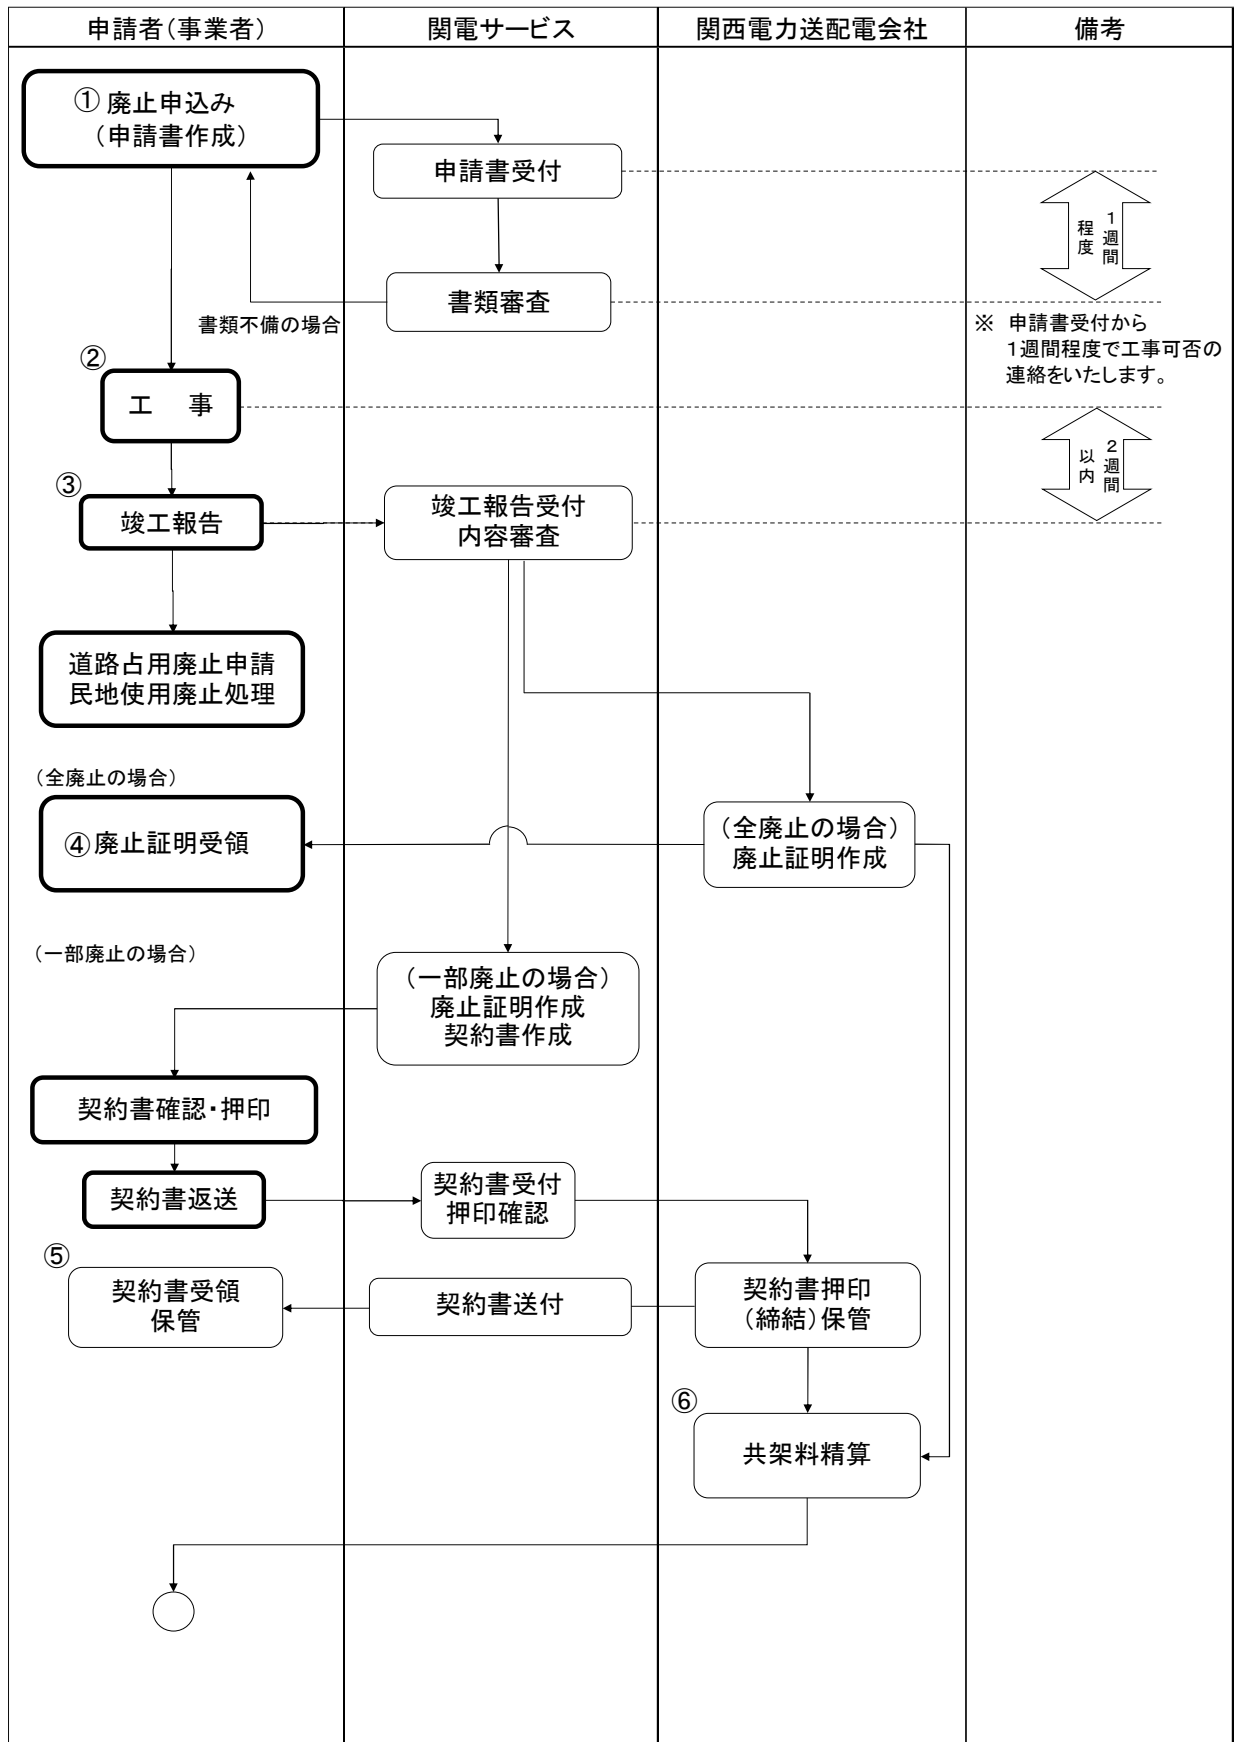 申請者(事業者)
関電サービス
関西電力送配電会社
備考
①廃止申込み
(申請書作成)
申請書受付
1週間
程度
書類審査
書類不備の場合
※ 申請書受付から
1週間程度で工事可否の
連絡をいたします。
②
工 事
2週間
以内
③
竣工報告
竣工報告受付
内容審査
道路占用廃止申請
民地使用廃止処理
(全廃止の場合)
④廃止証明受領
(全廃止の場合)
廃止証明作成
(一部廃止の場合)
(一部廃止の場合)
廃止証明作成
契約書作成
契約書確認・押印
契約書返送
契約書受付
押印確認
⑤
契約書受領
保管
契約書送付
契約書押印
(締結)保管
⑥
共架料精算